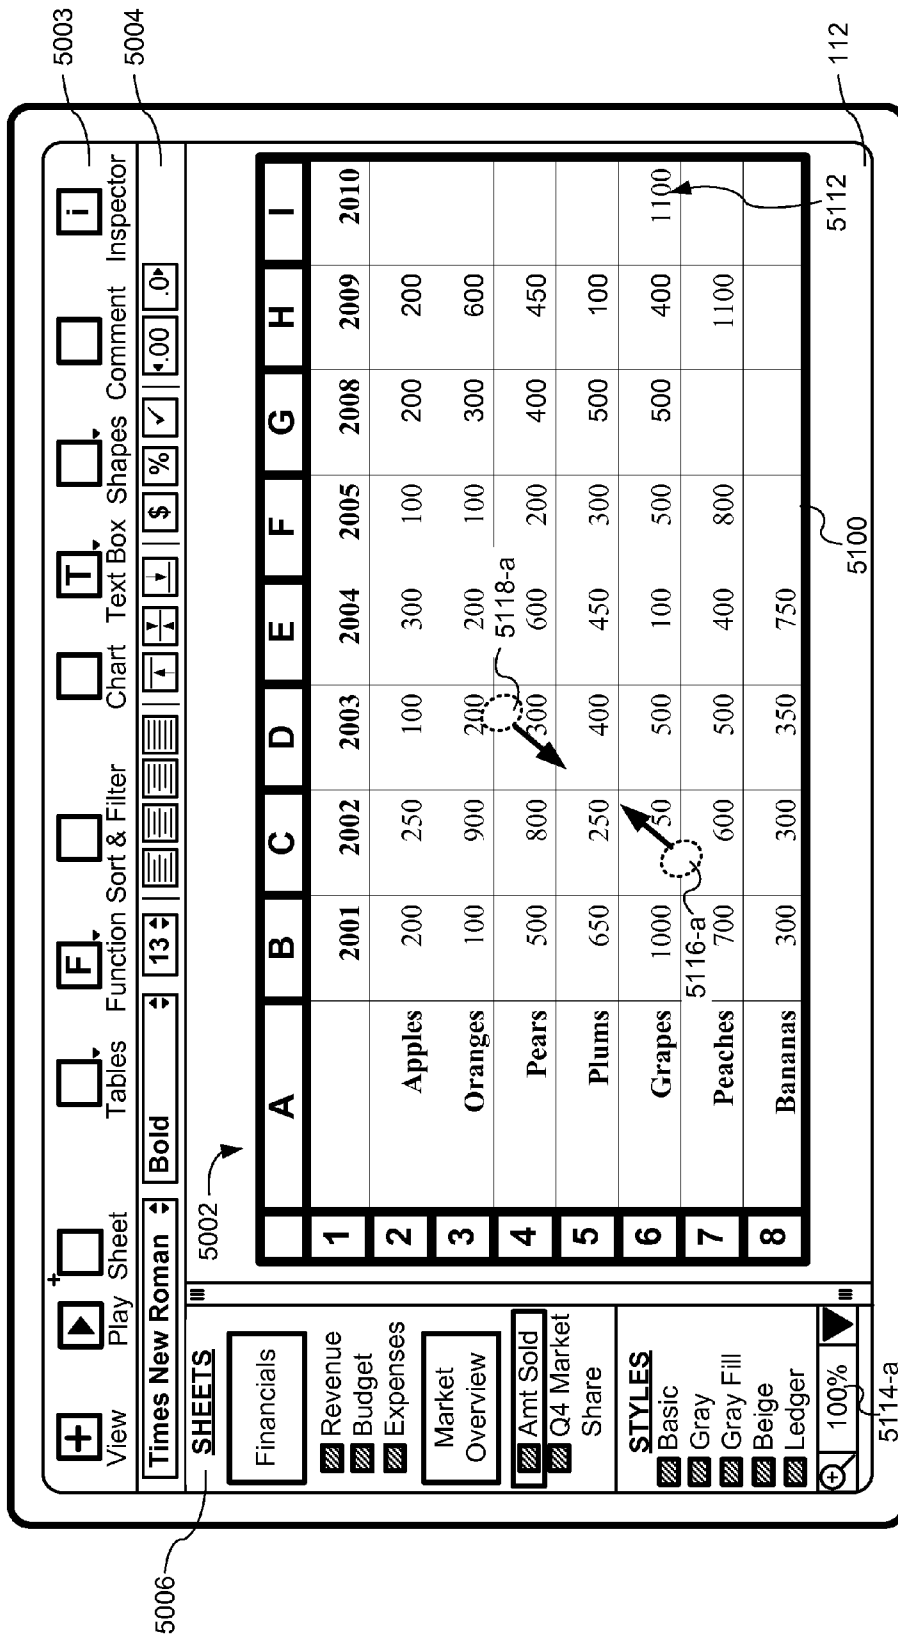 5003
View Play Sheet Tables Function Sort & Filter Chart Text Box Shapes Comment Inspector
+ F T i
5004
Times New Roman Bold 13 $ % ✓ .00 .0
5006
SHEETS
Financials
Revenue
Budget
Expenses
Market
Overview
Amt Sold
Q4 Market
Share
STYLES
Basic
Gray
Gray Fill
Beige
Ledger
100%
5114-a
5002
A B C D E F G H I
1 2001 2002 2003 2004 2005 2008 2009 2010
2 Apples 200 250 100 300 100 200 200
3 Oranges 100 900 200 200 100 300 600
4 Pears 500 800 300 600 200 400 450
5 Plums 650 250 400 450 300 500 100
6 Grapes 1000 50 500 100 500 500 400 1100
7 Peaches 700 600 500 400 800 1100
8 Bananas 300 300 350 750
5118-a
5116-a
5100
5112
112